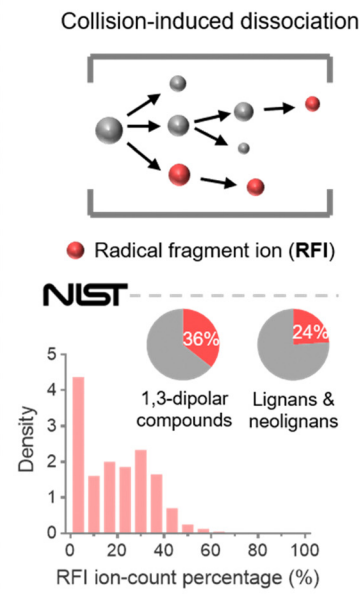 Collision-induced dissociation
Radical fragment ion (RFI)
NIST
36%
24%
1,3-dipolar
compounds
Lignans &
neolignans
5
4
3
2
1
0
Density
0 20 40 60 80 100
RFI ion-count percentage (%)